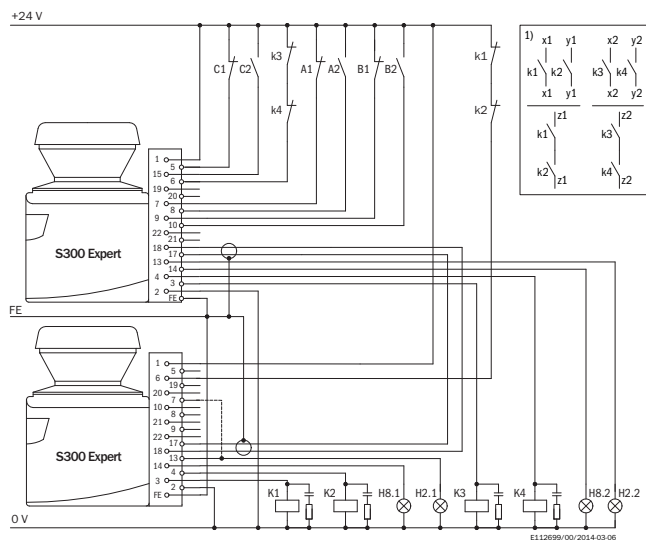 +24 V
1)
x1 y1 x2 y2
k1 k2 k3 k4
x1 y1 x2 y2
z1 z2
k1 k3
k2 k4
z1 z2
k3
k1
C1 C2 A1 A2 B1 B2
k4
k2
1
5
15
6
19
20
7
8
9
10
22
21
18
17
13
14
4
3
2
FE
S300 Expert
FE
1
5
6
19
20
7
10
8
21
9
22
17
18
13
14
4
3
2
FE
S300 Expert
K1 K2 H8.1 H2.1 K3 K4 H8.2 H2.2
0 V
E112699/00/2014-03-06